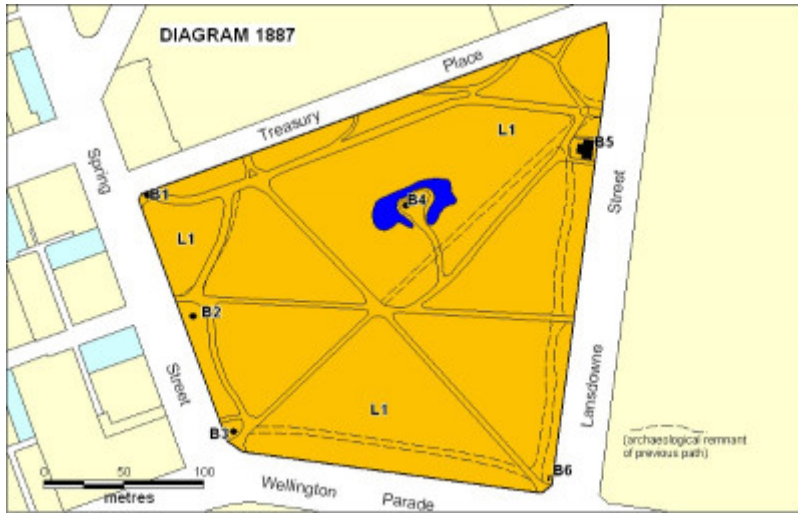 DIAGRAM 1887
Treasury Place
Spring Street
L1
B5
B1
B4
L1
Street
B2
L1
Lansdowne
B3
(archaeological remnant
of previous path)
B6
0 50 100
metres
Wellington Parade